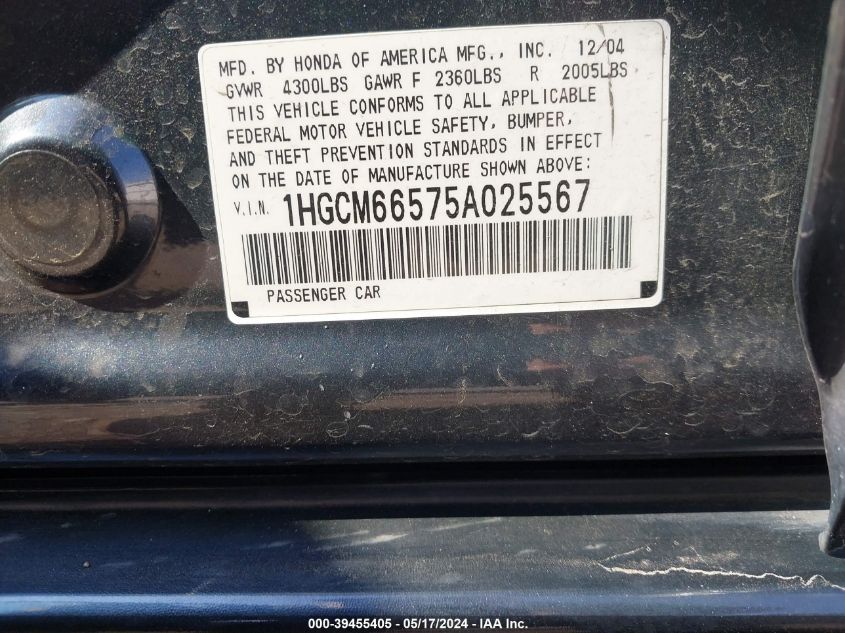 MFD. BY HONDA OF AMERICA MFG., INC. 12/04
GVWR 4300LBS GAWR F 2360LBS R 2005LBS
THIS VEHICLE CONFORMS TO ALL APPLICABLE
FEDERAL MOTOR VEHICLE SAFETY, BUMPER,
AND THEFT PREVENTION STANDARDS IN EFFECT
ON THE DATE OF MANUFACTURE SHOWN ABOVE:
V.I.N. 1HGCM66575A025567
PASSENGER CAR
000-39455405 - 05/17/2024 - IAA Inc.